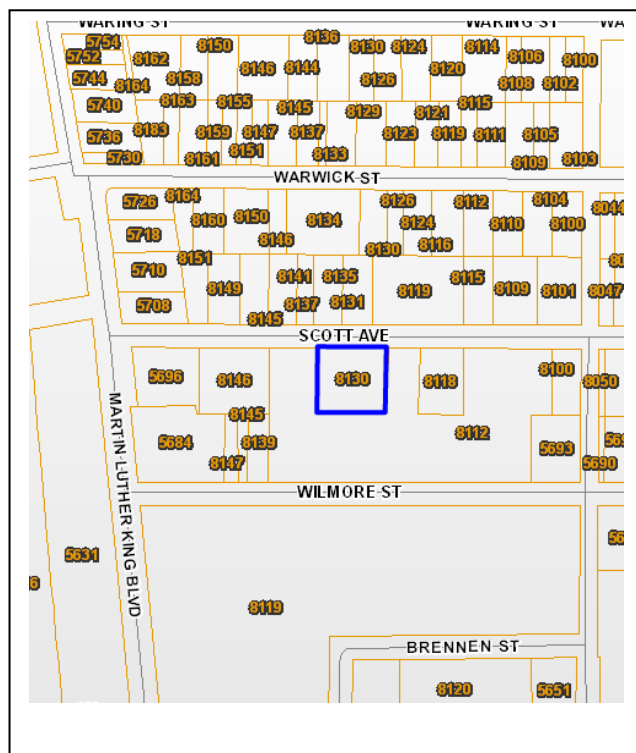 WARING ST WARING ST WA
5754 8162 8150 8136 8130 8124 8114 8106 8100
5752
5744 8164 8158 8146 8144 8126 8120 8108 8102
5740 8163 8155 8145 8129 8121 8115
5736 8183 8159 8147 8137 8123 8119 8111 8105
5730 8161 8151 8133 8109 8103
WARWICK ST
5726 8164 8126 8112 8104 8044
5718 8160 8150 8134 8124 8110 8100
8146 8130 8116
5710 8151 8141 8135 8115
5708 8149 8137 8131 8119 8109 8101 8047
8145
SCOTT AVE
5696 8146 8130 8118 8100 8050
8145
5684 8139 8112 5693
8147 5690
MARTIN LUTHER KING BLVD
WILMORE ST
5631
8119
BRENNEN ST
8120 5651